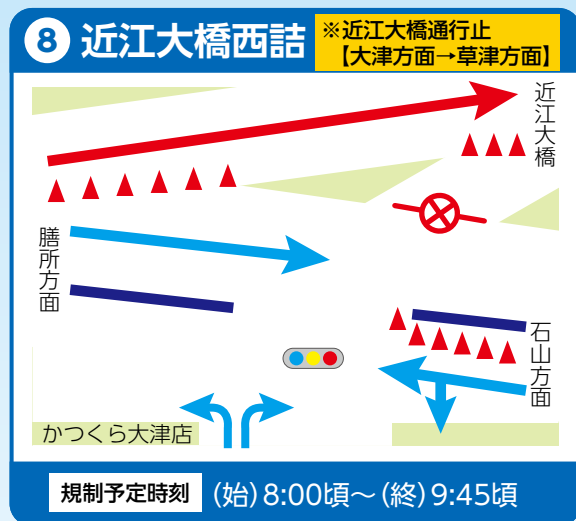 8 近江大橋西詰
※近江大橋通行止
【大津方面→草津方面】
近江大橋
膳所方面
石山方面
かつくら大津店
規制予定時刻 (始)8:00頃～(終)9:45頃